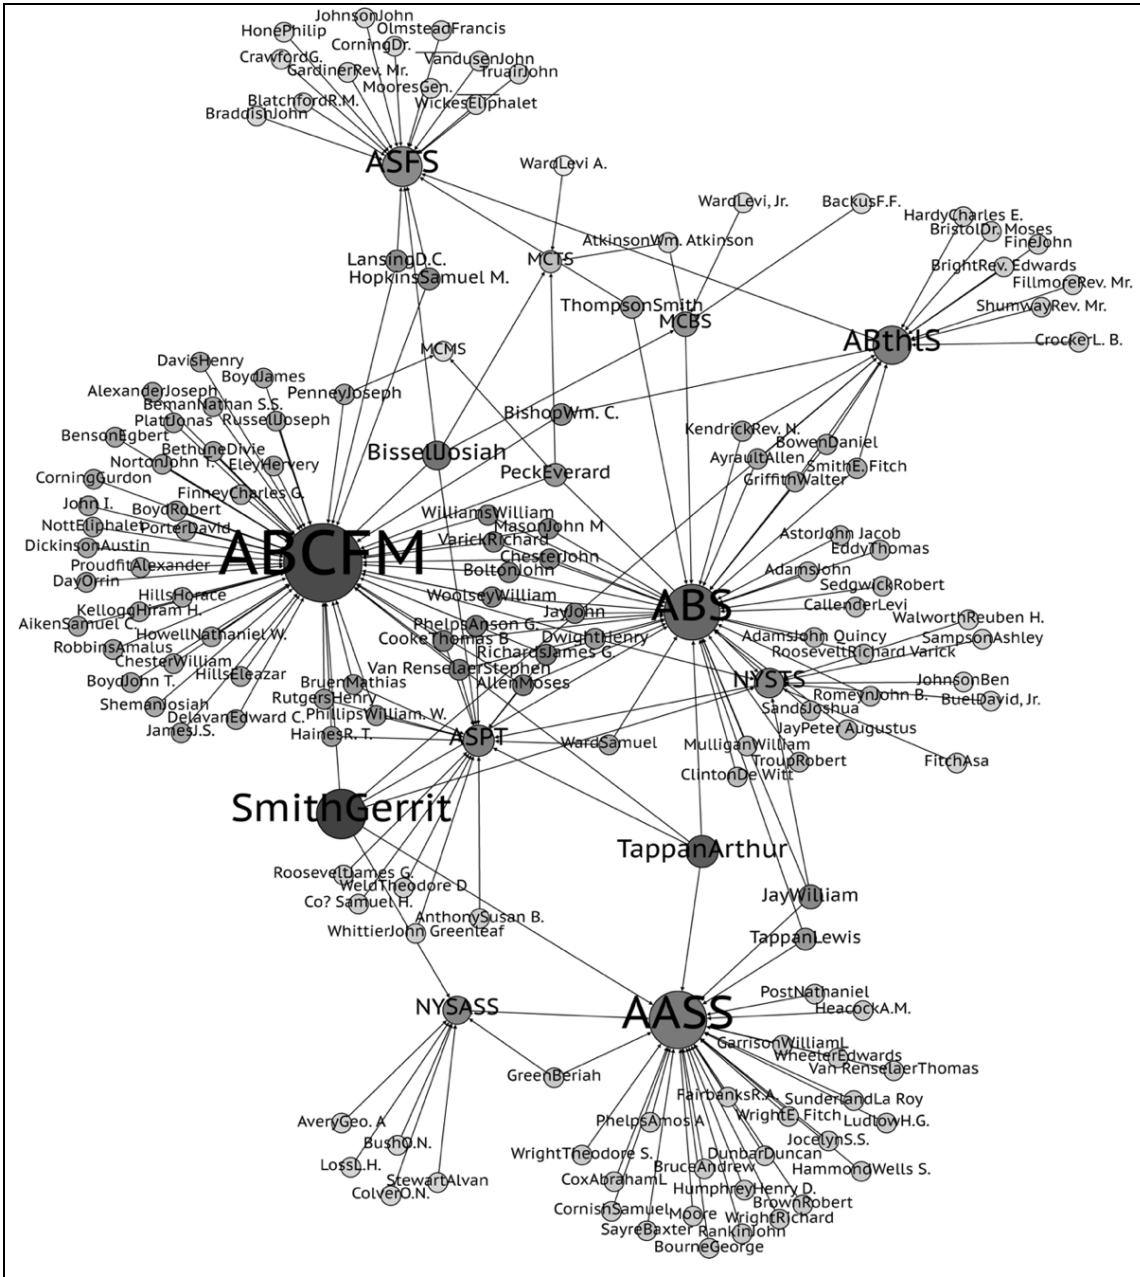 JohnsonJohn
HonePhilip
OlmsteadFrancis
CorningDr.
CrawfordG.
VandusenJohn
GardinerRev. Mr.
TruairJohn
MooresGen.
BlatchfordR.M.
WickesEliphalet
BraddishJohn
ASFS
WardLevi A.
WardLevi, Jr.
BackusF.F.
HardyCharles E.
BristolDr. Moses
FineJohn
AtkinsonWm. Atkinson
LansingD.C.
MCTS
BrightRev. Edwards
HopkinsSamuel M.
FillmoreRev. Mr.
ThompsonSmith
ShumwayRev. Mr.
MCBS
ABthlS
CrockerL. B.
MCMS
DavisHenry
BoydJames
AlexanderJoseph
PenneyJoseph
BemanNathan S.S.
BishopWm. C.
PlattJonas
RusselJoseph
KendrickRev. N.
BensonEgbert
BowenDaniel
BethuneDivie
BissellJosiah
AyraultAllen
NortonJohn T.
EleyHervery
SmithE. Fitch
PeckEverard
CorningGurdon
GriffithWalter
FinneyCharles G.
John I.
BoydRobert
WilliamsWilliam
NottEliphalet
PorterDavid
MasonJohn M
AstorJohn Jacob
VarickRichard
EddyThomas
DickinsonAustin
ABCFM
ChesterJohn
ProudfitAlexander
BoltonJohn
AdamsJohn
DayOrrin
SedgwickRobert
HillsHorace
WoolseyWilliam
ABS
KelloggHiram H.
JayJohn
CallenderLevi
AikenSamuel C.
PhelpsAnson G.
WalworthReuben H.
HowellNathaniel W.
CookeThomas B
DwightHenry
AdamsJohn Quincy
SampsonAshley
RobbinsAmalus
RichardsJames G.
RooseveltRichard Varick
ChesterWilliam
Van RenselaerStephen
HillsEleazar
BoydJohn T.
BruenMathias
AllenMoses
NYSTS
JohnsonBen
RutgersHenry
RomeynJohn B.
BuelDavid, Jr.
ShemanJosiah
SandsJoshua
DelavanEdward C.
PhillipsWilliam. W.
JamesJ.S.
HainesR. T.
ASPT
JayPeter Augustus
WardSamuel
MulliganWilliam
TroupRobert
FitchAsa
ClintonDe Witt
SmithGerrit
TappanArthur
RooseveltJames G.
WeldTheodore D
JayWilliam
Co? Samuel H.
AnthonySusan B.
WhittierJohn Greenleaf
TappanLewis
PostNathaniel
NYSASS
AASS
HeacockA.M.
GarrisonWilliamL
WheelerEdwards
Van RenselaerThomas
GreenBeriah
FairbanksR.A.
SunderlandLa Roy
AveryGeo. A
PhelpsAmos A
WrightE. Fitch
LudlowH.G.
BushO.N.
JocelynS.S.
WrightTheodore S.
DunbarDuncan
LossL.H.
BruceAndrew
HammondWells S.
StewartAlvan
CoxAbrahamL
HumphreyHenry D.
ColverO.N.
BrownRobert
CornishSamuel
Moore
WrightRichard
SayreBaxter
RankinJohn
BourneGeorge